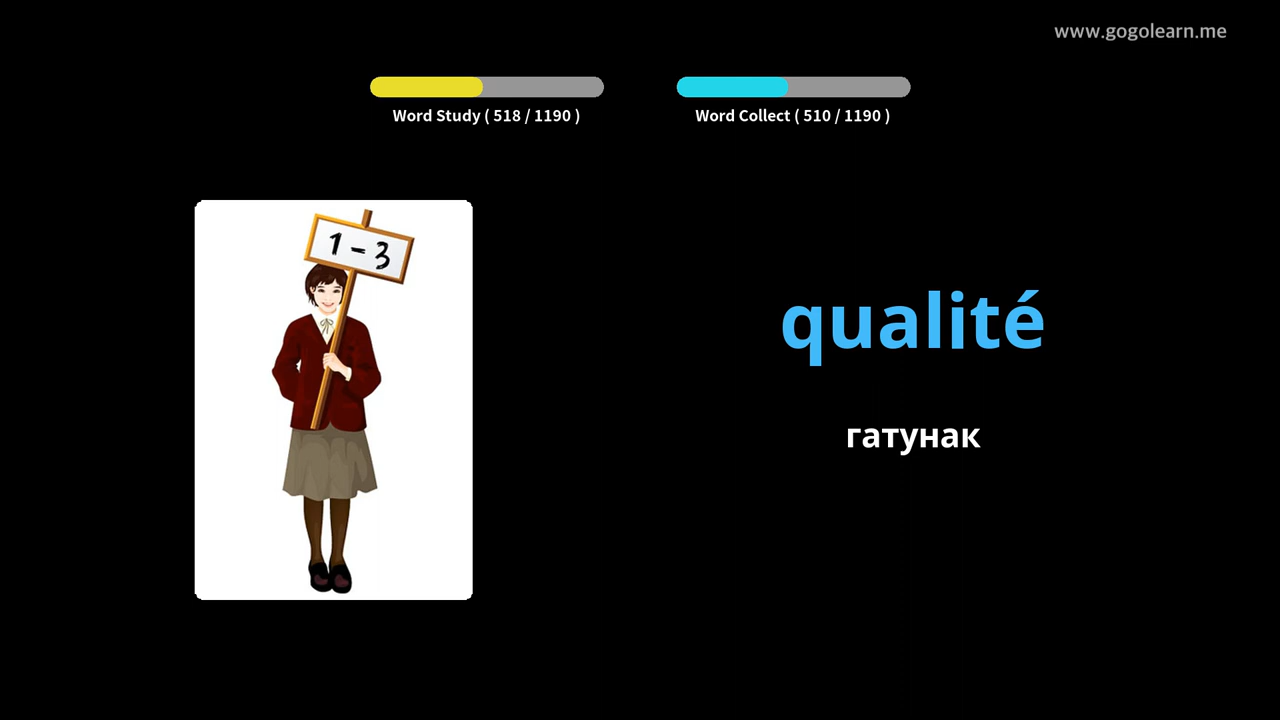 www.gogolearn.me
Word Study ( 518 / 1190 )
Word Collect ( 510 / 1190 )
1 - 3
qualité
гатунак